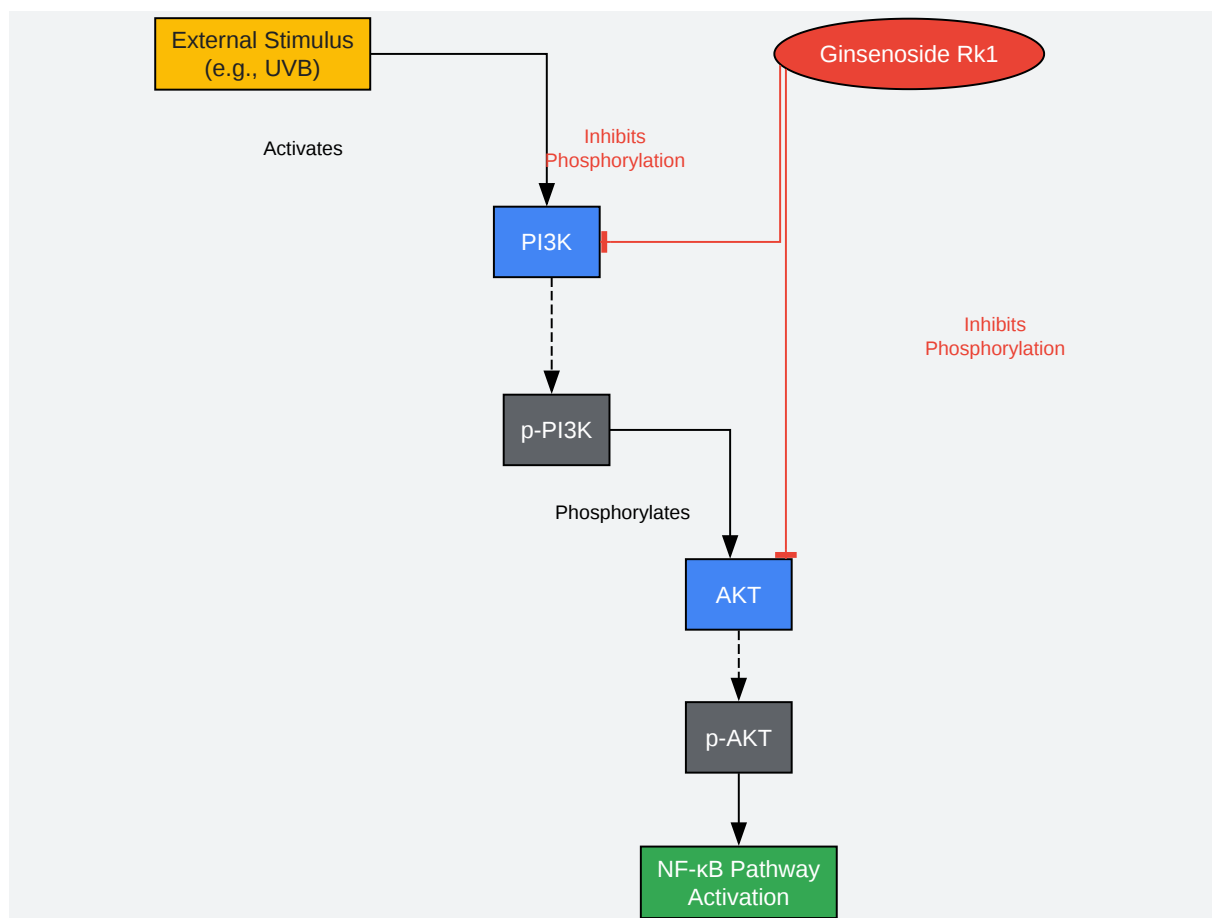 External Stimulus
(e.g., UVB)
Ginsenoside Rk1
Activates
Inhibits
Phosphorylation
PI3K
Inhibits
Phosphorylation
p-PI3K
Phosphorylates
AKT
p-AKT
NF-κB Pathway
Activation